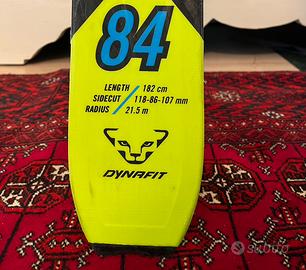 84
LENGTH / 182 cm
SIDECUT / 118-86-107 mm
RADIUS / 21.5 m
DYNAFIT
subito